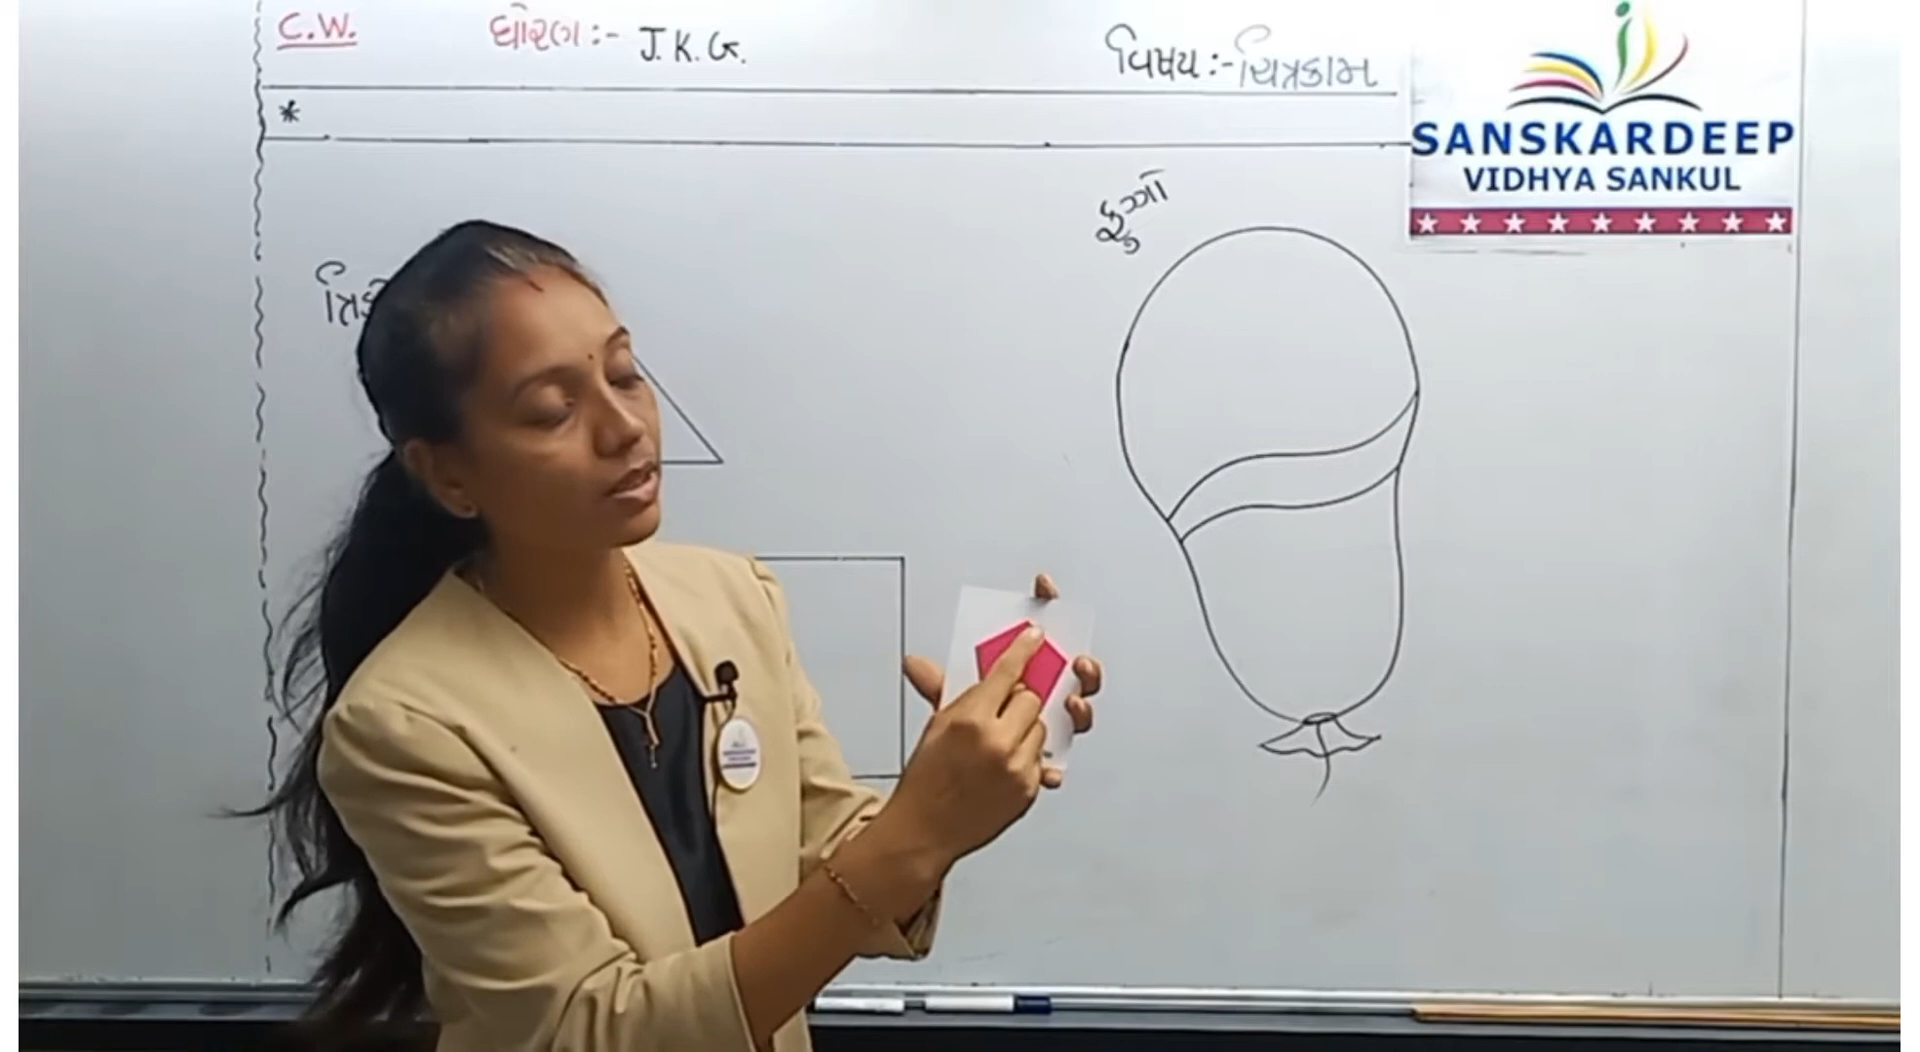 C.W. ધોરણ :- J.K.G. વિષય :- ચિત્રકામ
*
SANSKARDEEP
VIDHYA SANKUL
ફુગ્ગો